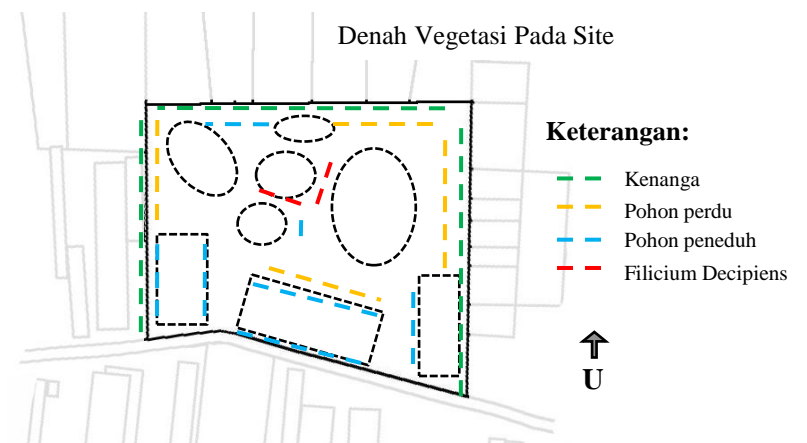 Denah Vegetasi Pada Site
Keterangan:
Kenanga
Pohon perdu
Pohon peneduh
Filicium Decipiens
U